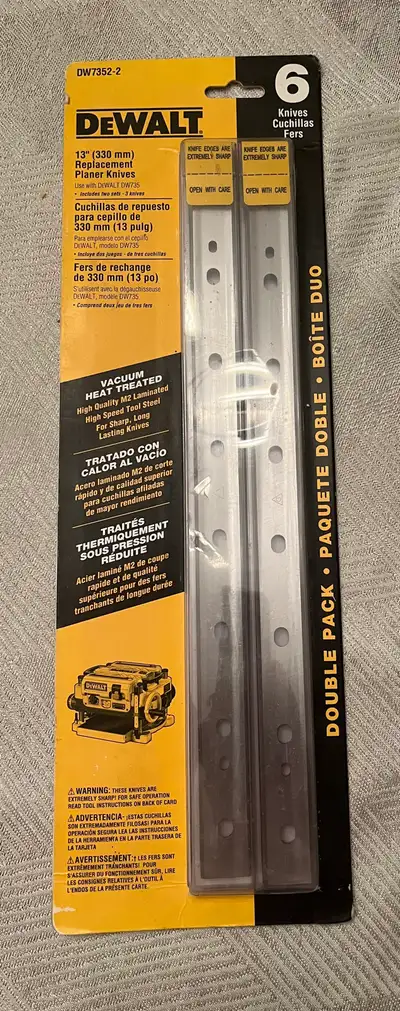 DW7352-2
6
Knives
Cuchillas
Fers
DEWALT
13" (330 mm)
Replacement
Planer Knives
Use with DEWALT DW735
• Includes two sets - 3 knives
Cuchillas de repuesto
para cepillo de
330 mm (13 pulg)
Para emplearse con el cepillo
DEWALT, modelo DW735
• Incluye dos juegos - de tres cuchillas
Fers de rechange
de 330 mm (13 po)
S'utilisent avec la dégauchisseuse
DEWALT, modèle DW735
• Comprend deux jeu de tres fers
KNIFE EDGES ARE
EXTREMELY SHARP
OPEN WITH CARE
KNIFE EDGES ARE
EXTREMELY SHARP
OPEN WITH CARE
VACUUM
HEAT TREATED
High Quality M2 Laminated
High Speed Tool Steel
For Sharp, Long
Lasting Knives
TRATADO CON
CALOR AL VACÍO
Acero laminado M2 de corte
rápido y de calidad superior
para cuchillas afiladas
de mayor rendimiento
TRAITÉS
THERMIQUEMENT
SOUS PRESSION
RÉDUITE
Acier laminé M2 de coupe
rapide et de qualité
supérieure pour des fers
tranchants de longue durée
DOUBLE PACK • PAQUETE DOBLE • BOÎTE DUO
DEWALT
⚠ WARNING: THESE KNIVES ARE
EXTREMELY SHARP! FOR SAFE OPERATION
READ TOOL INSTRUCTIONS ON BACK OF CARD
⚠ ADVERTENCIA- ¡ESTAS CUCHILLAS
SON EXTREMADAMENTE FILOSAS! PARA LA
OPERACIÓN SEGURA LEA LAS INSTRUCCIONES
DE LA HERRAMIENTA EN LA PARTE TRASERA DE
LA TARJETA
⚠ AVERTISSEMENT: LES FERS SONT
EXTRÊMEMENT TRANCHANTS! POUR
S'ASSURER DU FONCTIONNEMENT SÛR, LIRE
LES CONSIGNES RELATIVES À L'OUTIL À
L'ENDOS DE LA PRÉSENTE CARTE.